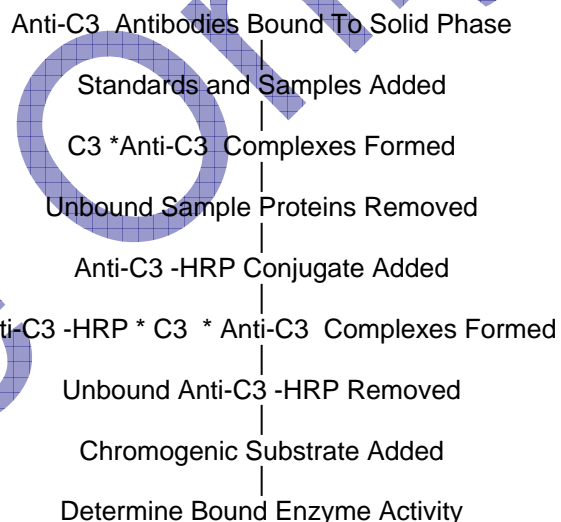 Anti-C3 Antibodies Bound To Solid Phase
Standards and Samples Added
C3 *Anti-C3 Complexes Formed
Unbound Sample Proteins Removed
Anti-C3 -HRP Conjugate Added
ti-C3 -HRP * C3 * Anti-C3 Complexes Formed
Unbound Anti-C3 -HRP Removed
Chromogenic Substrate Added
Determine Bound Enzyme Activity